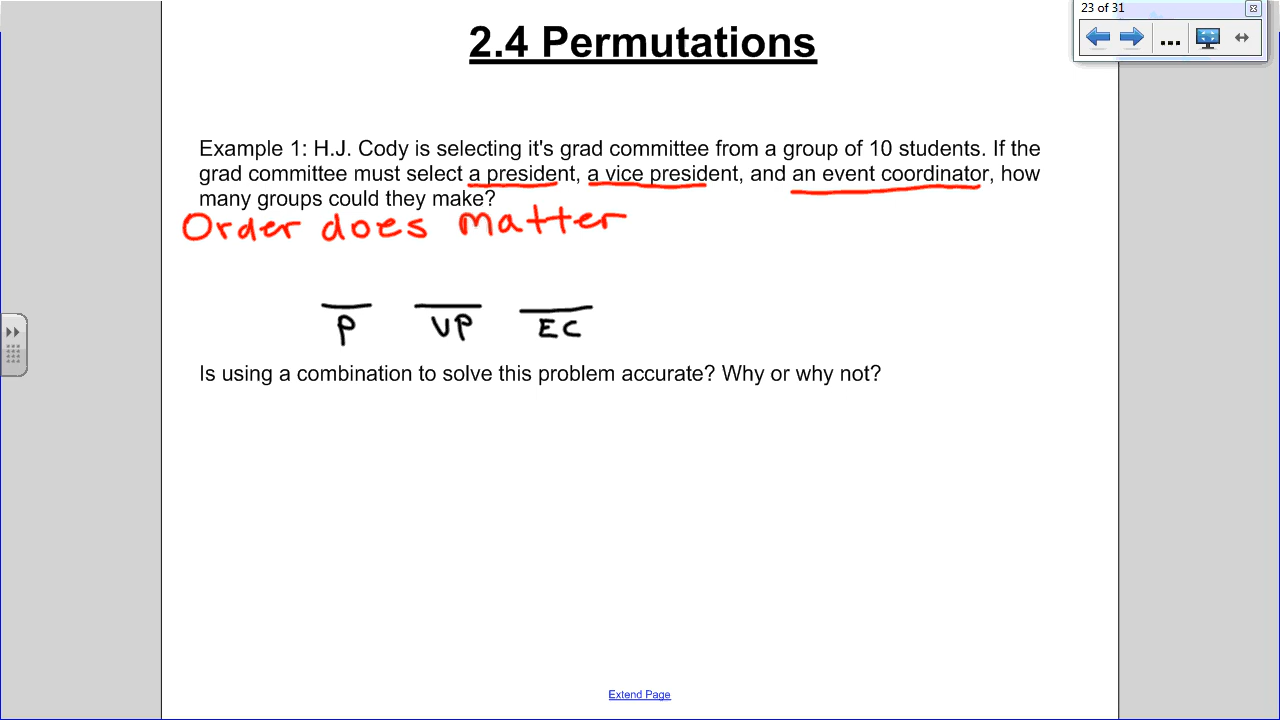 23 of 31
2.4 Permutations
Example 1: H.J. Cody is selecting it's grad committee from a group of 10 students. If the
grad committee must select a president, a vice president, and an event coordinator, how
many groups could they make?
Order does matter
P VP EC
Is using a combination to solve this problem accurate? Why or why not?
Extend Page